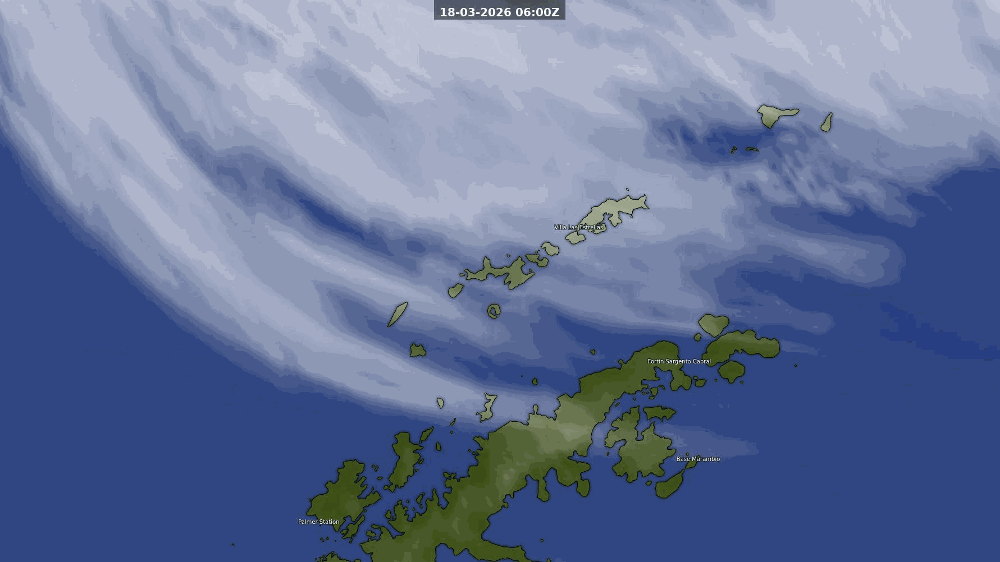 18-03-2026 06:00Z
Villa Las Estrellas
Fortín Sargento Cabral
Base Marambio
Palmer Station